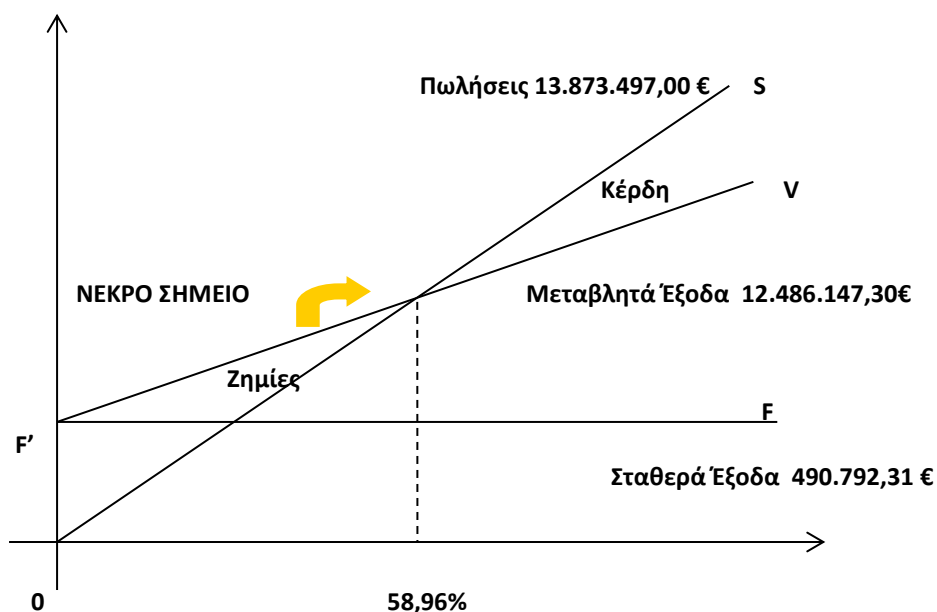 Πωλήσεις 13.873.497,00 €
S
Κέρδη
V
ΝΕΚΡΟ ΣΗΜΕΙΟ
Μεταβλητά Έξοδα 12.486.147,30€
Ζημίες
F
F’
Σταθερά Έξοδα 490.792,31 €
0
58,96%